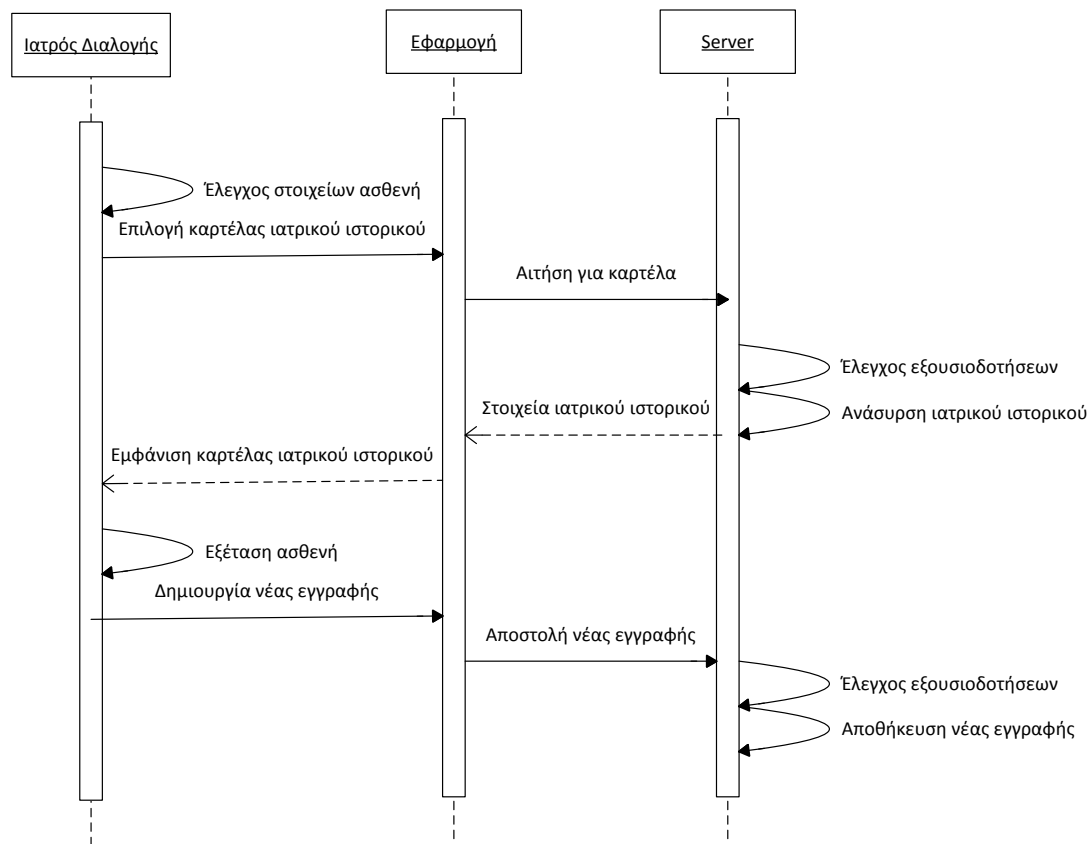 Ιατρός Διαλογής
Εφαρμογή
Server
Έλεγχος στοιχείων ασθενή
Επιλογή καρτέλας ιατρικού ιστορικού
Αιτήση για καρτέλα
Έλεγχος εξουσιοδοτήσεων
Στοιχεία ιατρικού ιστορικού
Ανάσυρση ιατρικού ιστορικού
Εμφάνιση καρτέλας ιατρικού ιστορικού
Εξέταση ασθενή
Δημιουργία νέας εγγραφής
Αποστολή νέας εγγραφής
Έλεγχος εξουσιοδοτήσεων
Αποθήκευση νέας εγγραφής